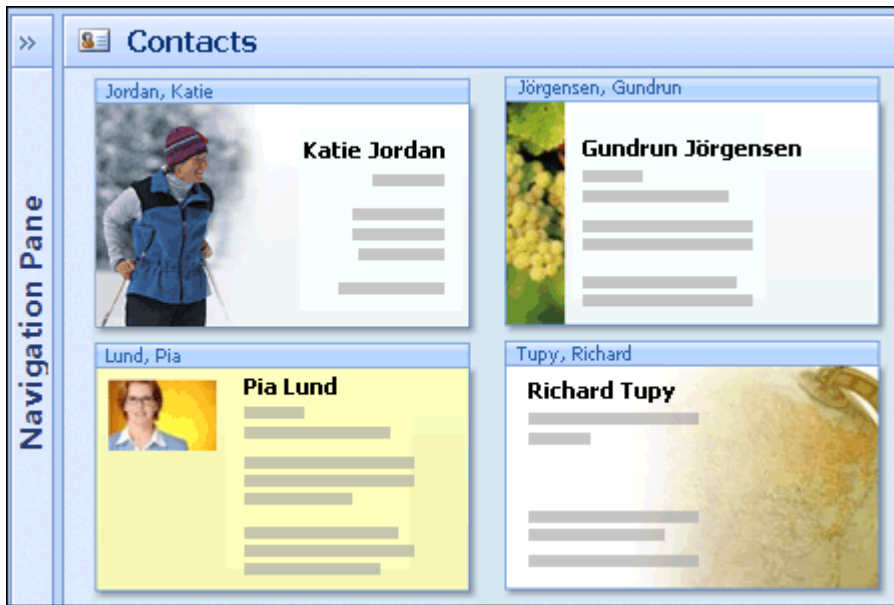 »
Contacts
Navigation Pane
Jordan, Katie
Katie Jordan
Jörgensen, Gundrun
Gundrun Jörgensen
Lund, Pia
Pia Lund
Tupy, Richard
Richard Tupy